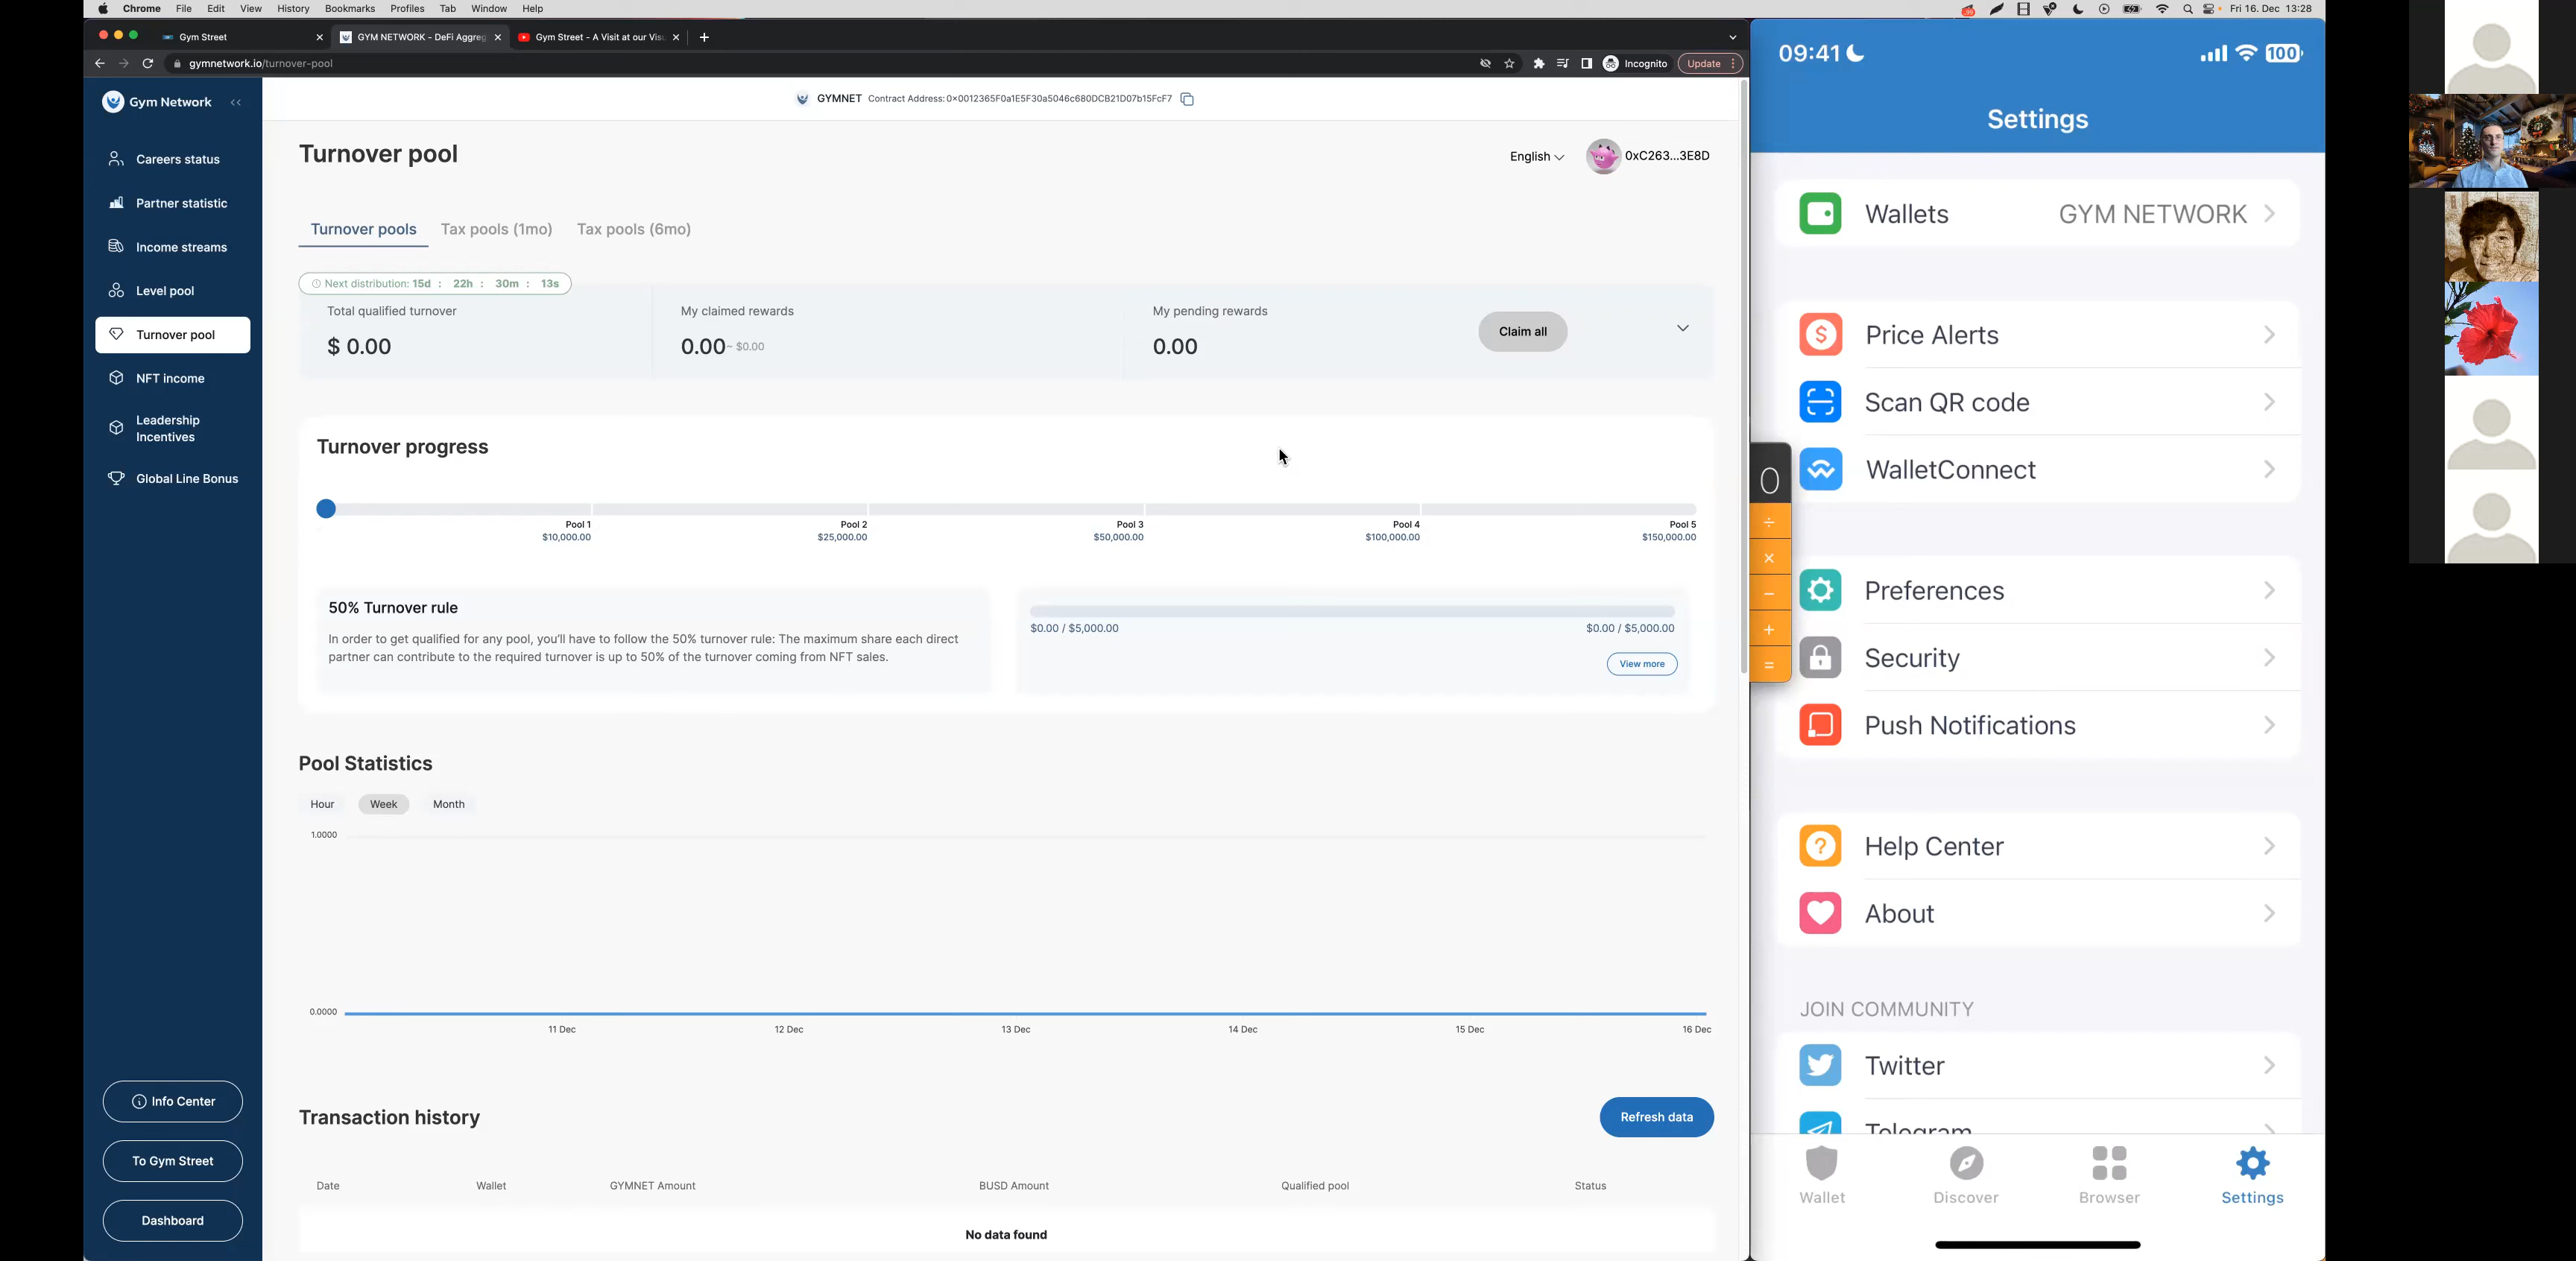 Chrome File Edit View History Bookmarks Profiles Tab Window Help
Fri 16. Dec 13:28
Gym Street
GYM NETWORK - DeFi Aggreg
Gym Street - A Visit at our Visu
gymnetwork.io/turnover-pool
Incognito
Update
Gym Network
Careers status
Partner statistic
Income streams
Level pool
Turnover pool
NFT income
Leadership
Incentives
Global Line Bonus
Info Center
To Gym Street
Dashboard
GYMNET Contract Address: 0x0012365F0a1E5F30a5046c680DCB21D07b15FcF7
Turnover pool
English
0xC263...3E8D
Turnover pools Tax pools (1mo) Tax pools (6mo)
Next distribution: 15d : 22h : 30m : 13s
Total qualified turnover
$ 0.00
My claimed rewards
0.00 ~ $0.00
My pending rewards
0.00
Claim all
Turnover progress
Pool 1 Pool 2 Pool 3 Pool 4 Pool 5
$10,000.00 $25,000.00 $50,000.00 $100,000.00 $150,000.00
50% Turnover rule
In order to get qualified for any pool, you'll have to follow the 50% turnover rule: The maximum share each direct
partner can contribute to the required turnover is up to 50% of the turnover coming from NFT sales.
$0.00 / $5,000.00 $0.00 / $5,000.00
View more
Pool Statistics
Hour Week Month
1.0000
0.0000
11 Dec 12 Dec 13 Dec 14 Dec 15 Dec 16 Dec
Transaction history
Refresh data
Date Wallet GYMNET Amount BUSD Amount Qualified pool Status
No data found
0
÷
×
−
+
=
09:41
100
Settings
Wallets GYM NETWORK
Price Alerts
Scan QR code
WalletConnect
Preferences
Security
Push Notifications
Help Center
About
JOIN COMMUNITY
Twitter
Telegram
Wallet Discover Browser Settings